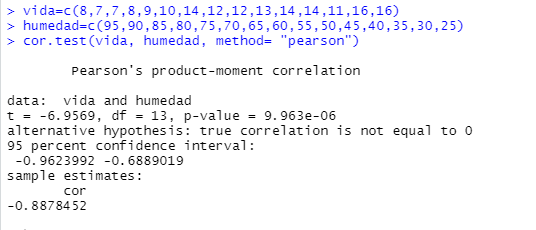 > vida=c(8,7,7,8,9,10,14,12,12,13,14,14,11,16,16)
> humedad=c(95,90,85,80,75,70,65,60,55,50,45,40,35,30,25)
> cor.test(vida, humedad, method= "pearson")
Pearson's product-moment correlation
data:  vida and humedad
t = -6.9569, df = 13, p-value = 9.963e-06
alternative hypothesis: true correlation is not equal to 0
95 percent confidence interval:
-0.9623992 -0.6889019
sample estimates:
cor
-0.8878452